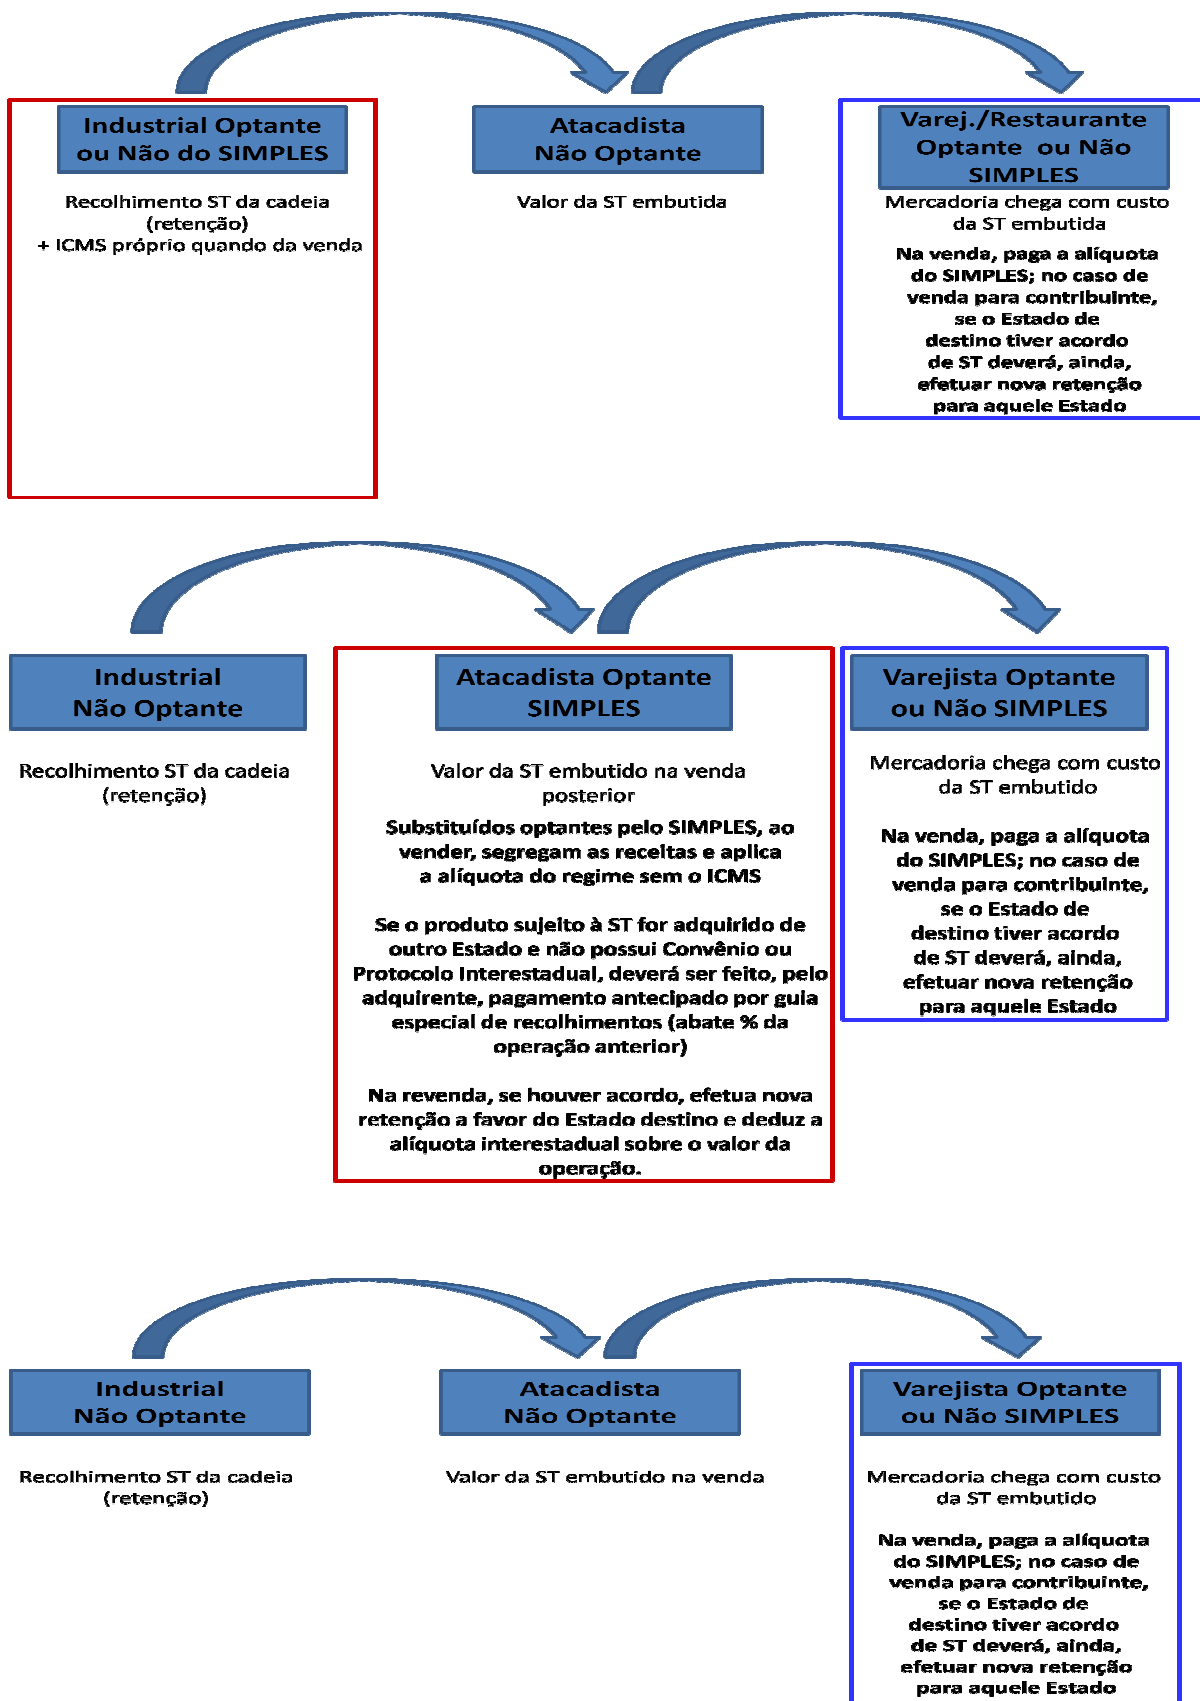 Industrial Optante
ou Não do SIMPLES
Recolhimento ST da cadeia
(retenção)
+ ICMS próprio quando da venda
Atacadista
Não Optante
Valor da ST embutida
Varej./Restaurante
Optante ou Não
SIMPLES
Mercadoria chega com custo
da ST embutida
Na venda, paga a alíquota
do SIMPLES; no caso de
venda para contribuinte,
se o Estado de
destino tiver acordo
de ST deverá, ainda,
efetuar nova retenção
para aquele Estado
Industrial
Não Optante
Recolhimento ST da cadeia
(retenção)
Atacadista Optante
SIMPLES
Valor da ST embutido na venda
posterior
Substituídos optantes pelo SIMPLES, ao
vender, segregam as receitas e aplica
a alíquota do regime sem o ICMS
Se o produto sujeito à ST for adquirido de
outro Estado e não possui Convênio ou
Protocolo Interestadual, deverá ser feito, pelo
adquirente, pagamento antecipado por guia
especial de recolhimentos (abate % da
operação anterior)
Na revenda, se houver acordo, efetua nova
retenção a favor do Estado destino e deduz a
alíquota interestadual sobre o valor da
operação.
Varejista Optante
ou Não SIMPLES
Mercadoria chega com custo
da ST embutido
Na venda, paga a alíquota
do SIMPLES; no caso de
venda para contribuinte,
se o Estado de
destino tiver acordo
de ST deverá, ainda,
efetuar nova retenção
para aquele Estado
Industrial
Não Optante
Recolhimento ST da cadeia
(retenção)
Atacadista
Não Optante
Valor da ST embutido na venda
Varejista Optante
ou Não SIMPLES
Mercadoria chega com custo
da ST embutido
Na venda, paga a alíquota
do SIMPLES; no caso de
venda para contribuinte,
se o Estado de
destino tiver acordo
de ST deverá, ainda,
efetuar nova retenção
para aquele Estado